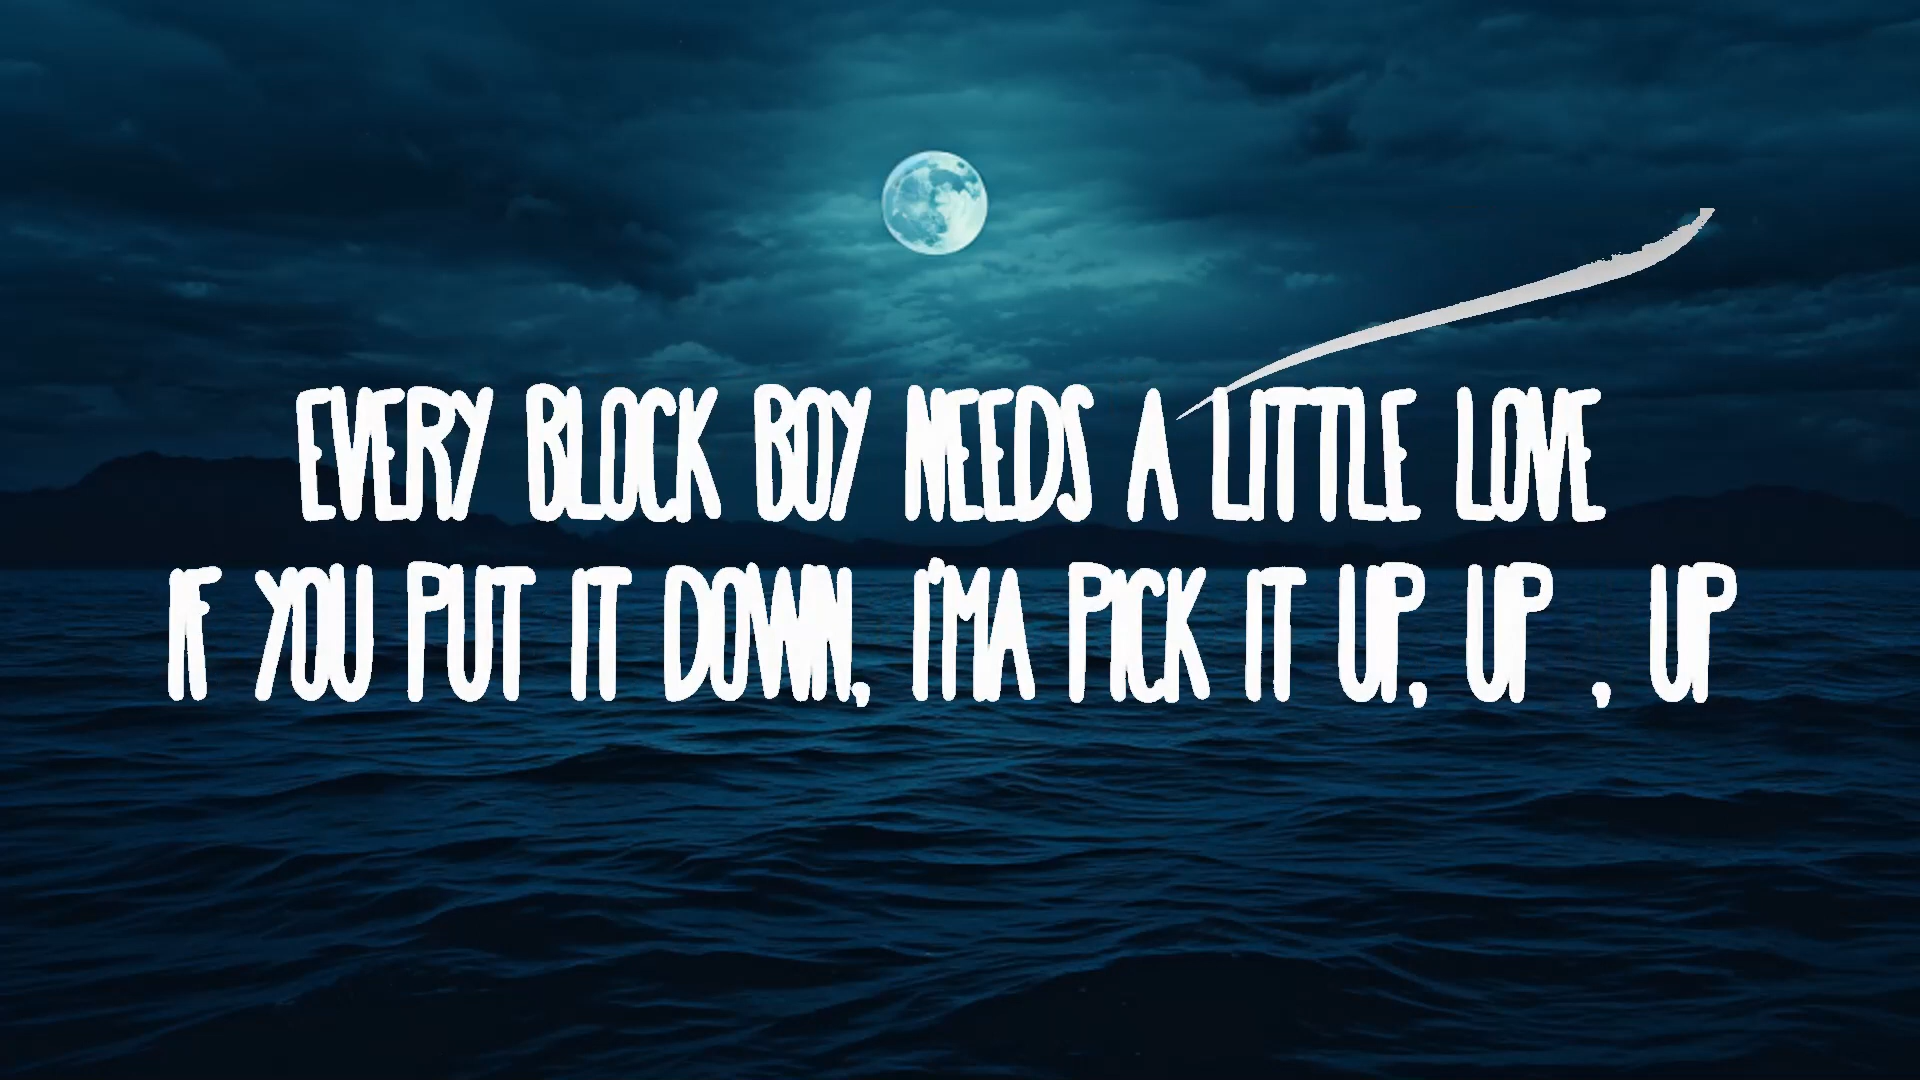 EVERY BLOCK BOY NEEDS A LITTLE LOVE
IF YOU PUT IT DOWN, I'MA PICK IT UP, UP , UP